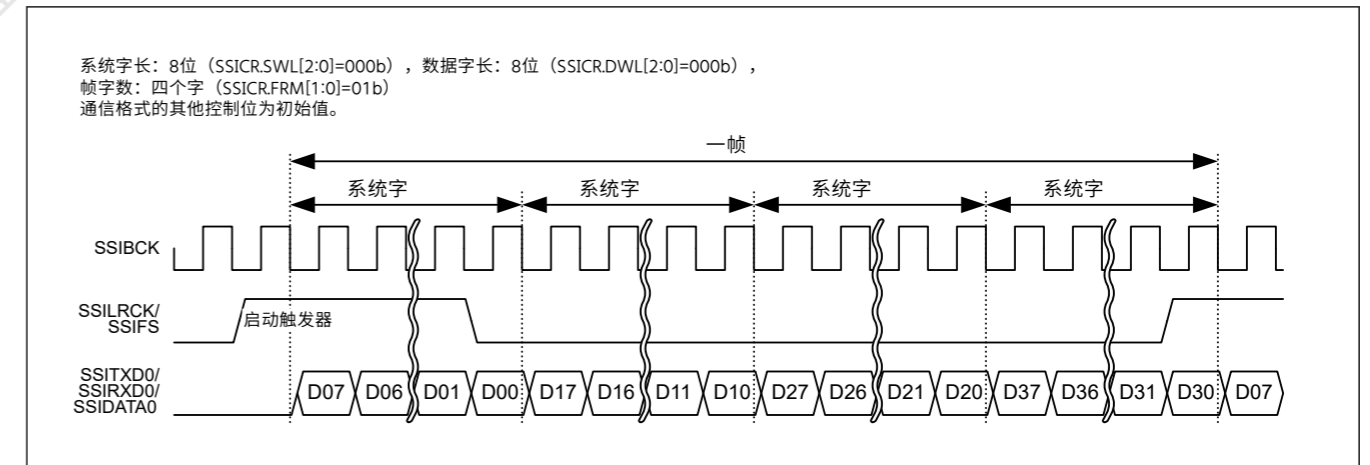 系统字长：8位（SSICR.SWL[2:0]=000b），数据字长：8位（SSICR.DWL[2:0]=000b），
帧字数：四个字（SSICR.FRM[1:0]=01b）
通信格式的其他控制位为初始值。
一帧
系统字 系统字 系统字 系统字
SSIBCK
SSILRCK/
SSIFS
启动触发器
SSITXD0/
SSIRXD0/
SSIDATA0
D07 D06 D01 D00 D17 D16 D11 D10 D27 D26 D21 D20 D37 D36 D31 D30 D07